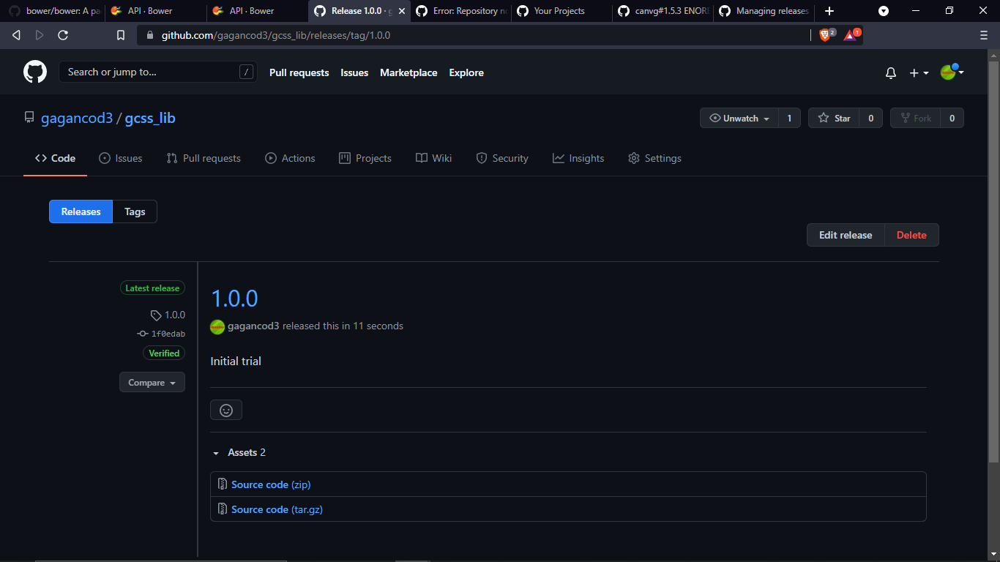 bower/bower: A pa
API · Bower
API · Bower
Release 1.0.0 · g
Error: Repository no
Your Projects
canvg#1.5.3 ENORE
Managing releases
github.com/gagancod3/gcss_lib/releases/tag/1.0.0
2
1
Search or jump to...
/
Pull requests
Issues
Marketplace
Explore
gagancod3 / gcss_lib
Unwatch
1
Star
0
Fork
0
Code
Issues
Pull requests
Actions
Projects
Wiki
Security
Insights
Settings
Releases
Tags
Edit release
Delete
Latest release
1.0.0
1f0edab
Verified
Compare
1.0.0
gagancod3 released this in 11 seconds
Initial trial
Assets 2
Source code (zip)
Source code (tar.gz)